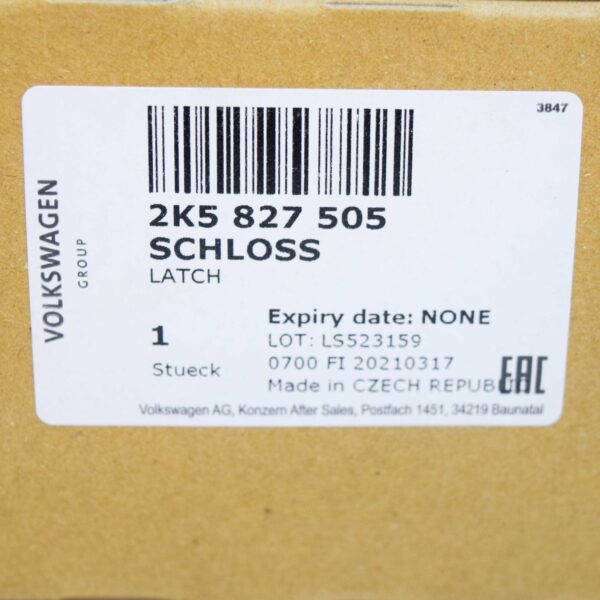 3847
VOLKSWAGEN
GROUP
2K5 827 505
SCHLOSS
LATCH
1
Stueck
Expiry date: NONE
LOT: LS523159
0700 FI 20210317
Made in CZECH
EAC
Volkswagen AG, Konzern After Sales, Postfach 1451, 34219 Baunatal